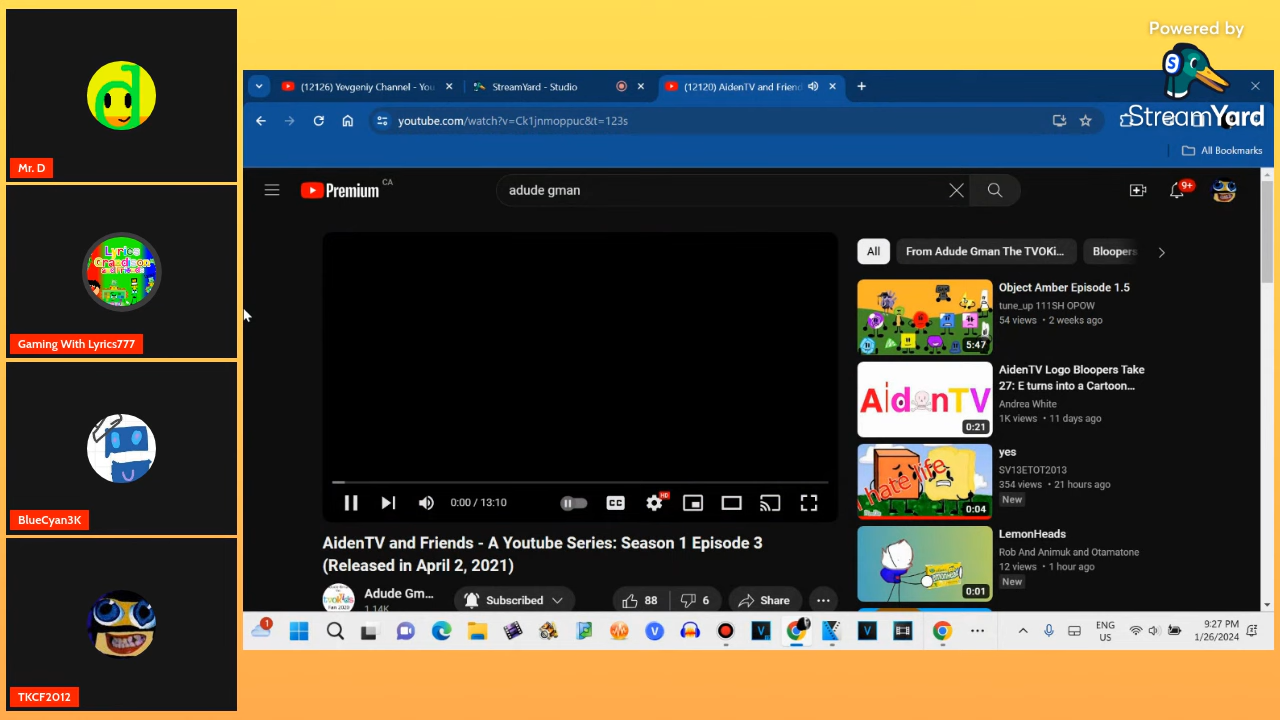 Powered by
StreamYard
Mr. D
Lyrics
Grandison
and Friends
Gaming With Lyrics777
BlueCyan3K
TKCF2012
(12126) Yevgeniy Channel - You
StreamYard - Studio
(12120) AidenTV and Friend
youtube.com/watch?v=Ck1jnmoppuc&t=123s
All Bookmarks
Premium
CA
adude gman
9+
0:00 / 13:10
CC
HD
AidenTV and Friends - A Youtube Series: Season 1 Episode 3
(Released in April 2, 2021)
Adude Gm...
1.14K
Subscribed
88
6
Share
All
From Adude Gman The TVOKi...
Bloopers
Object Amber Episode 1.5
tune_up 111SH OPOW
54 views • 2 weeks ago
5:47
AidenTV
AidenTV Logo Bloopers Take
27: E turns into a Cartoon...
Andrea White
1K views • 11 days ago
0:21
hate life
yes
SV13ETOT2013
354 views • 21 hours ago
New
0:04
LemonHeads
Rob And Animuk and Otamatone
12 views • 1 hour ago
New
0:01
1
ENG
US
9:27 PM
1/26/2024